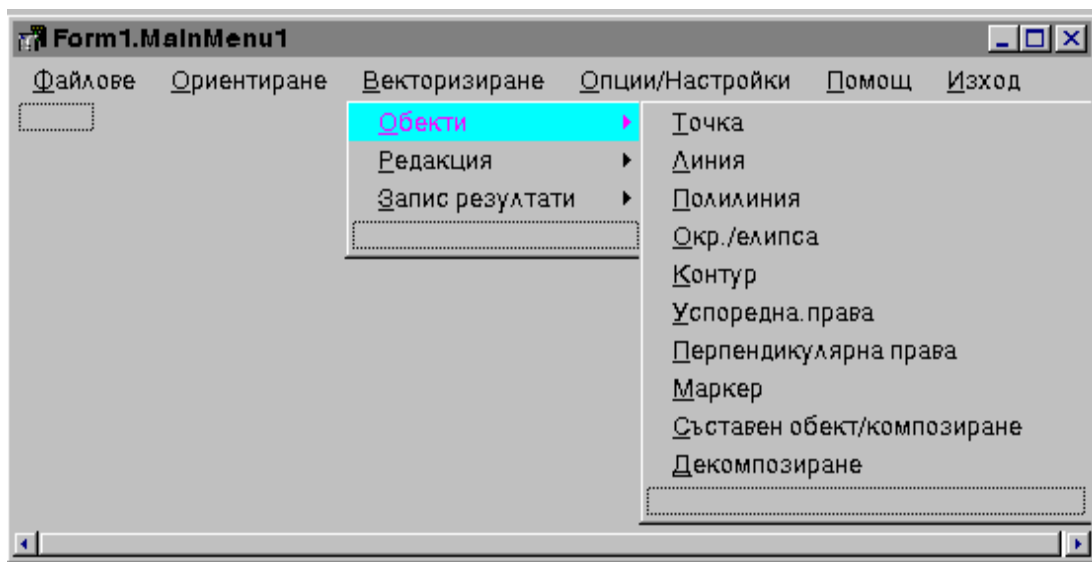 Form1.MainMenu1
Файлове Ориентиране Векторизиране Опции/Настройки Помощ Изход
Обекти
Редакция
Запис резултати
Точка
Линия
Полилиния
Окр./елипса
Контур
Успоредна.права
Перпендикулярна права
Маркер
Съставен обект/композиране
Декомпозиране